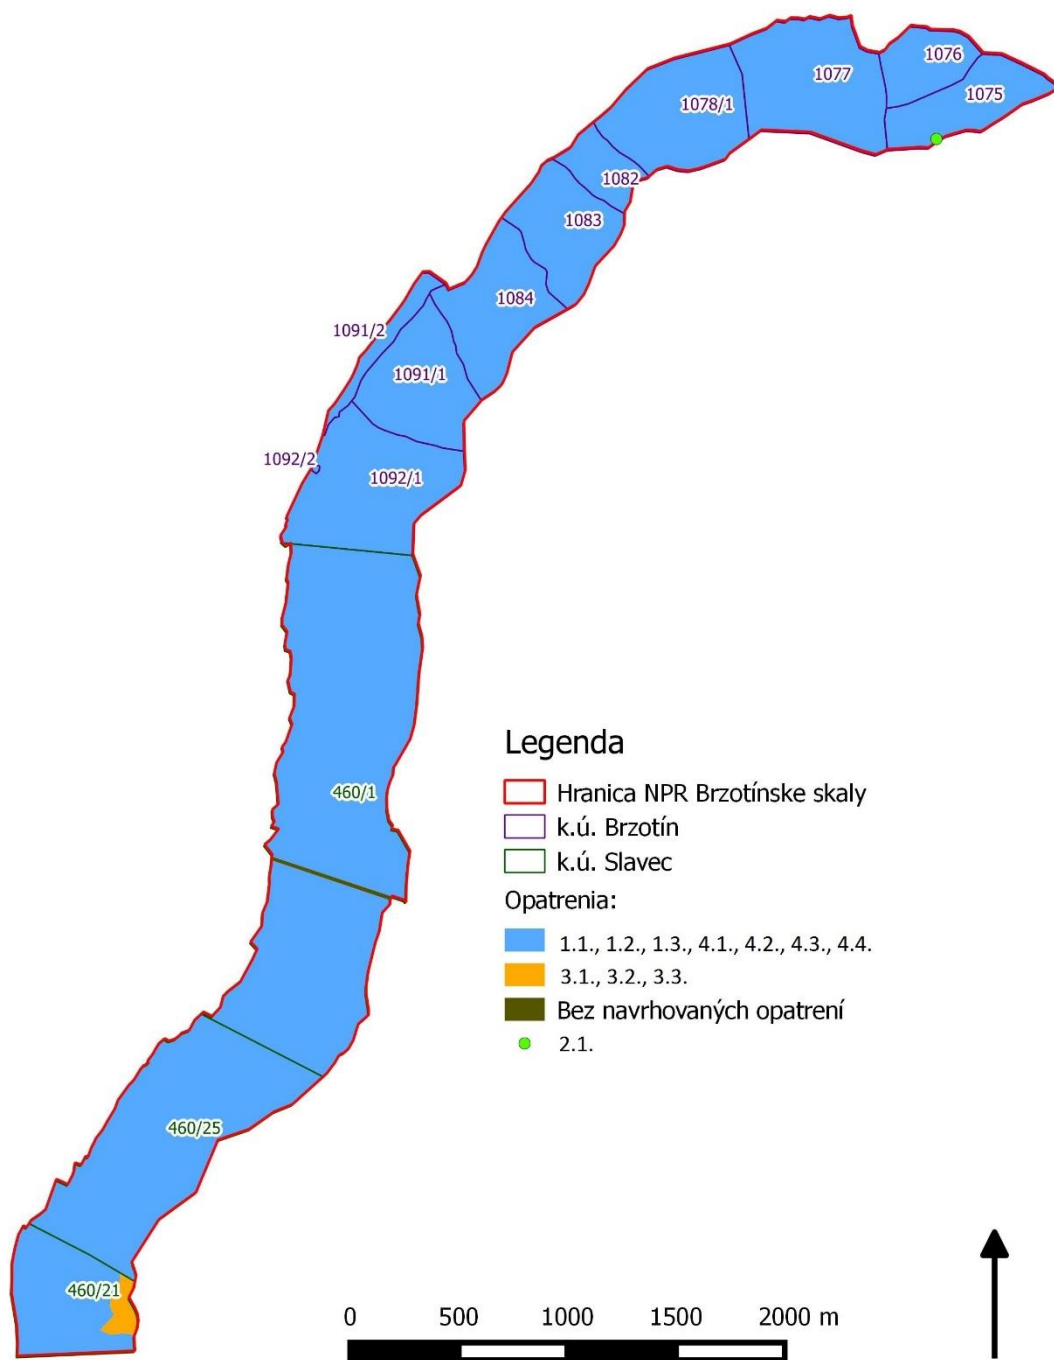 1076
1077
1075
1078/1
1082
1083
1084
1091/2
1091/1
1092/2
1092/1
460/1
Legenda
Hranica NPR Brzotínske skaly
k.ú. Brzotín
k.ú. Slavec
Opatrenia:
1.1., 1.2., 1.3., 4.1., 4.2., 4.3., 4.4.
3.1., 3.2., 3.3.
Bez navrhovaných opatrení
2.1.
460/25
460/21
0 500 1000 1500 2000 m